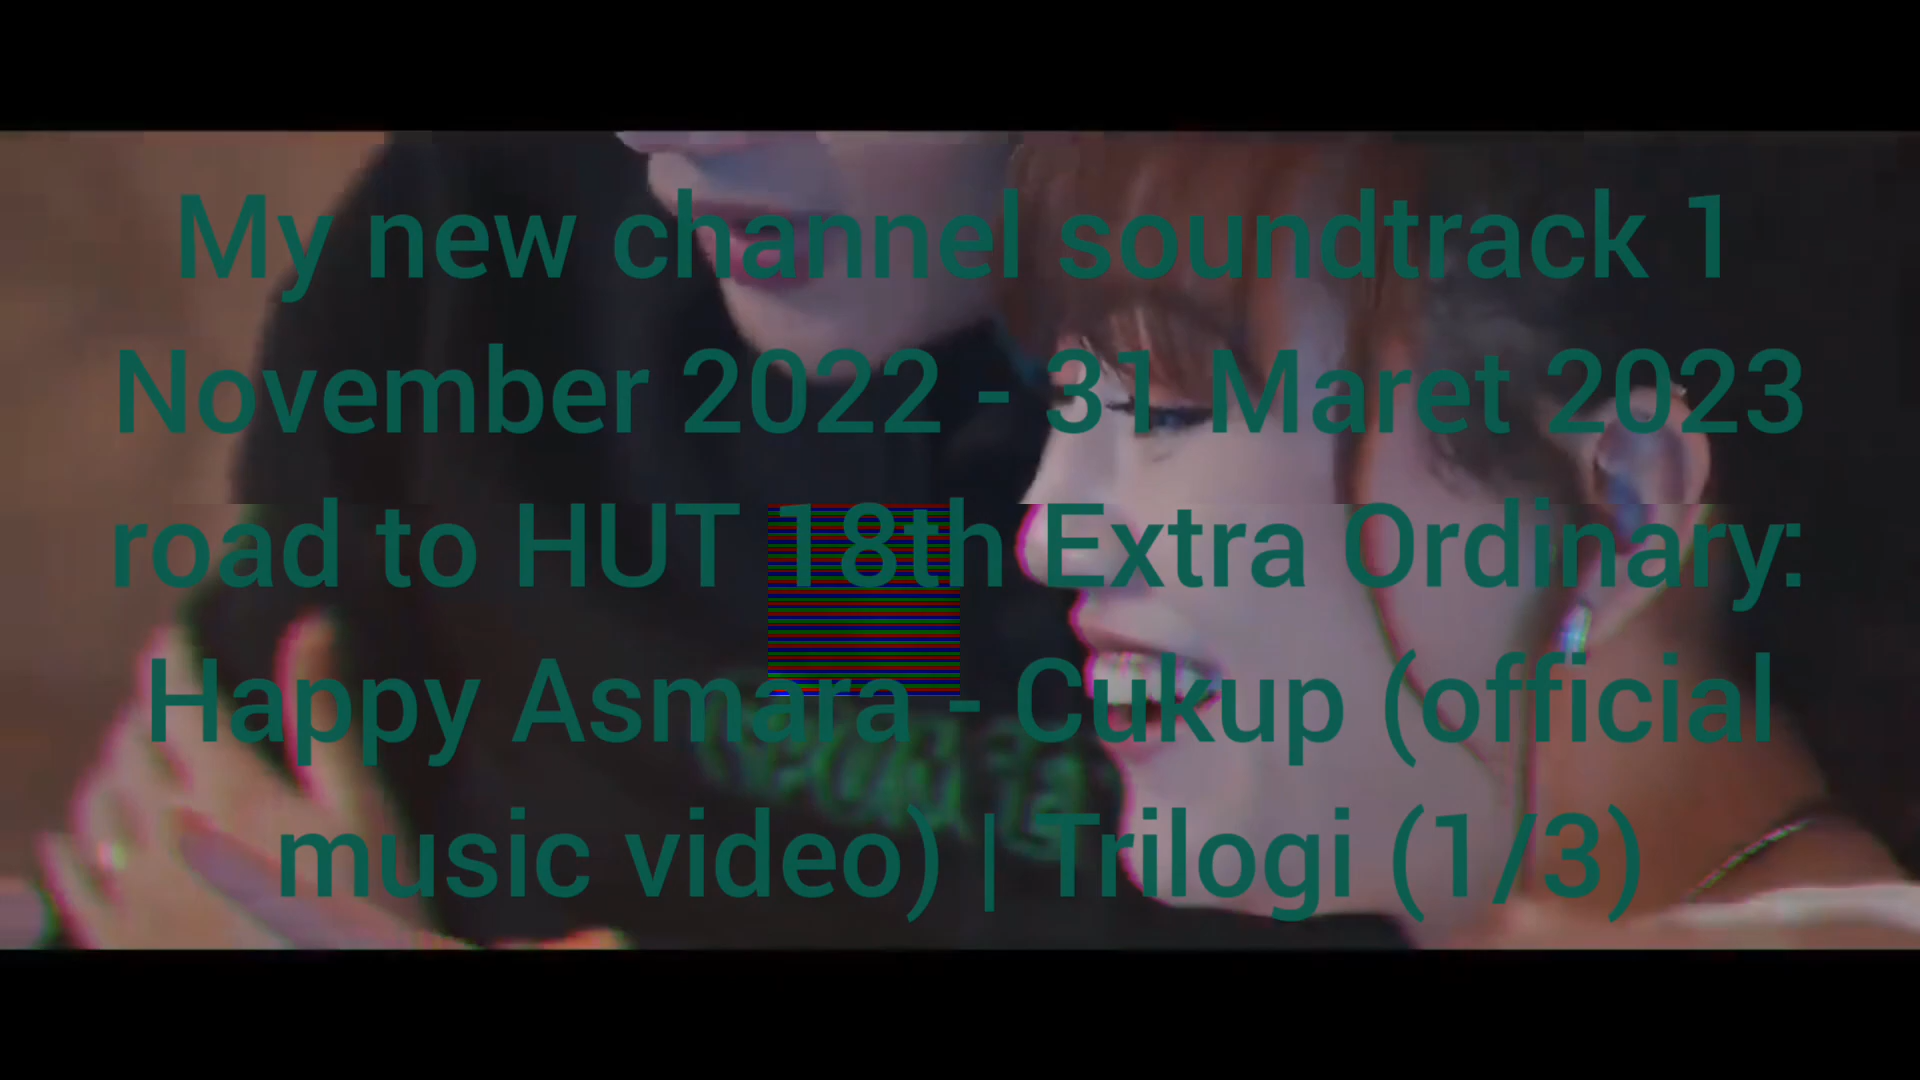 My new channel soundtrack 1
November 2022 - 31 Maret 2023
road to HUT 18th Extra Ordinary:
Happy Asmara - Cukup (official
music video) | Trilogi (1/3)